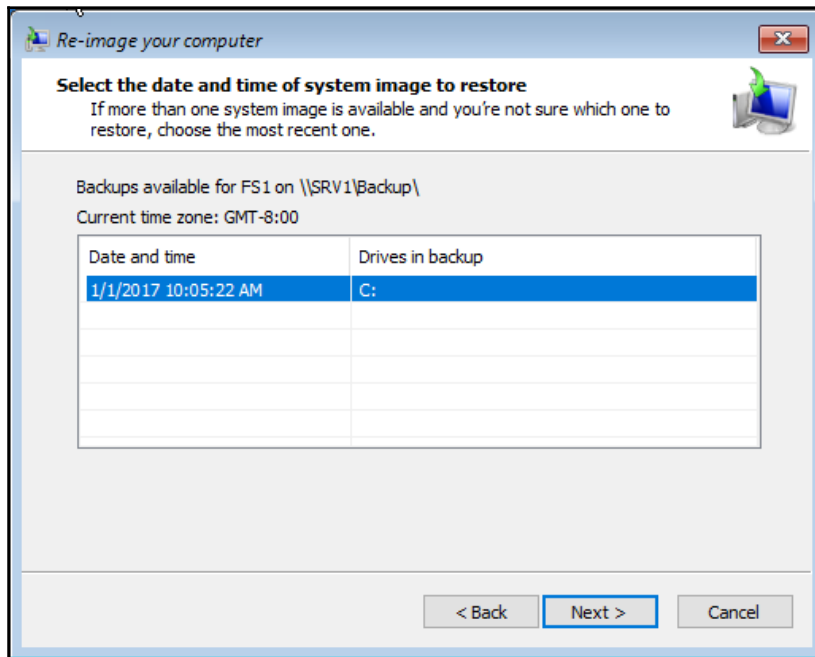 Re-image your computer
Select the date and time of system image to restore
If more than one system image is available and you're not sure which one to
restore, choose the most recent one.
Backups available for FS1 on \\SRV1\Backup\
Current time zone: GMT-8:00
Date and time Drives in backup
1/1/2017 10:05:22 AM C:
< Back Next > Cancel